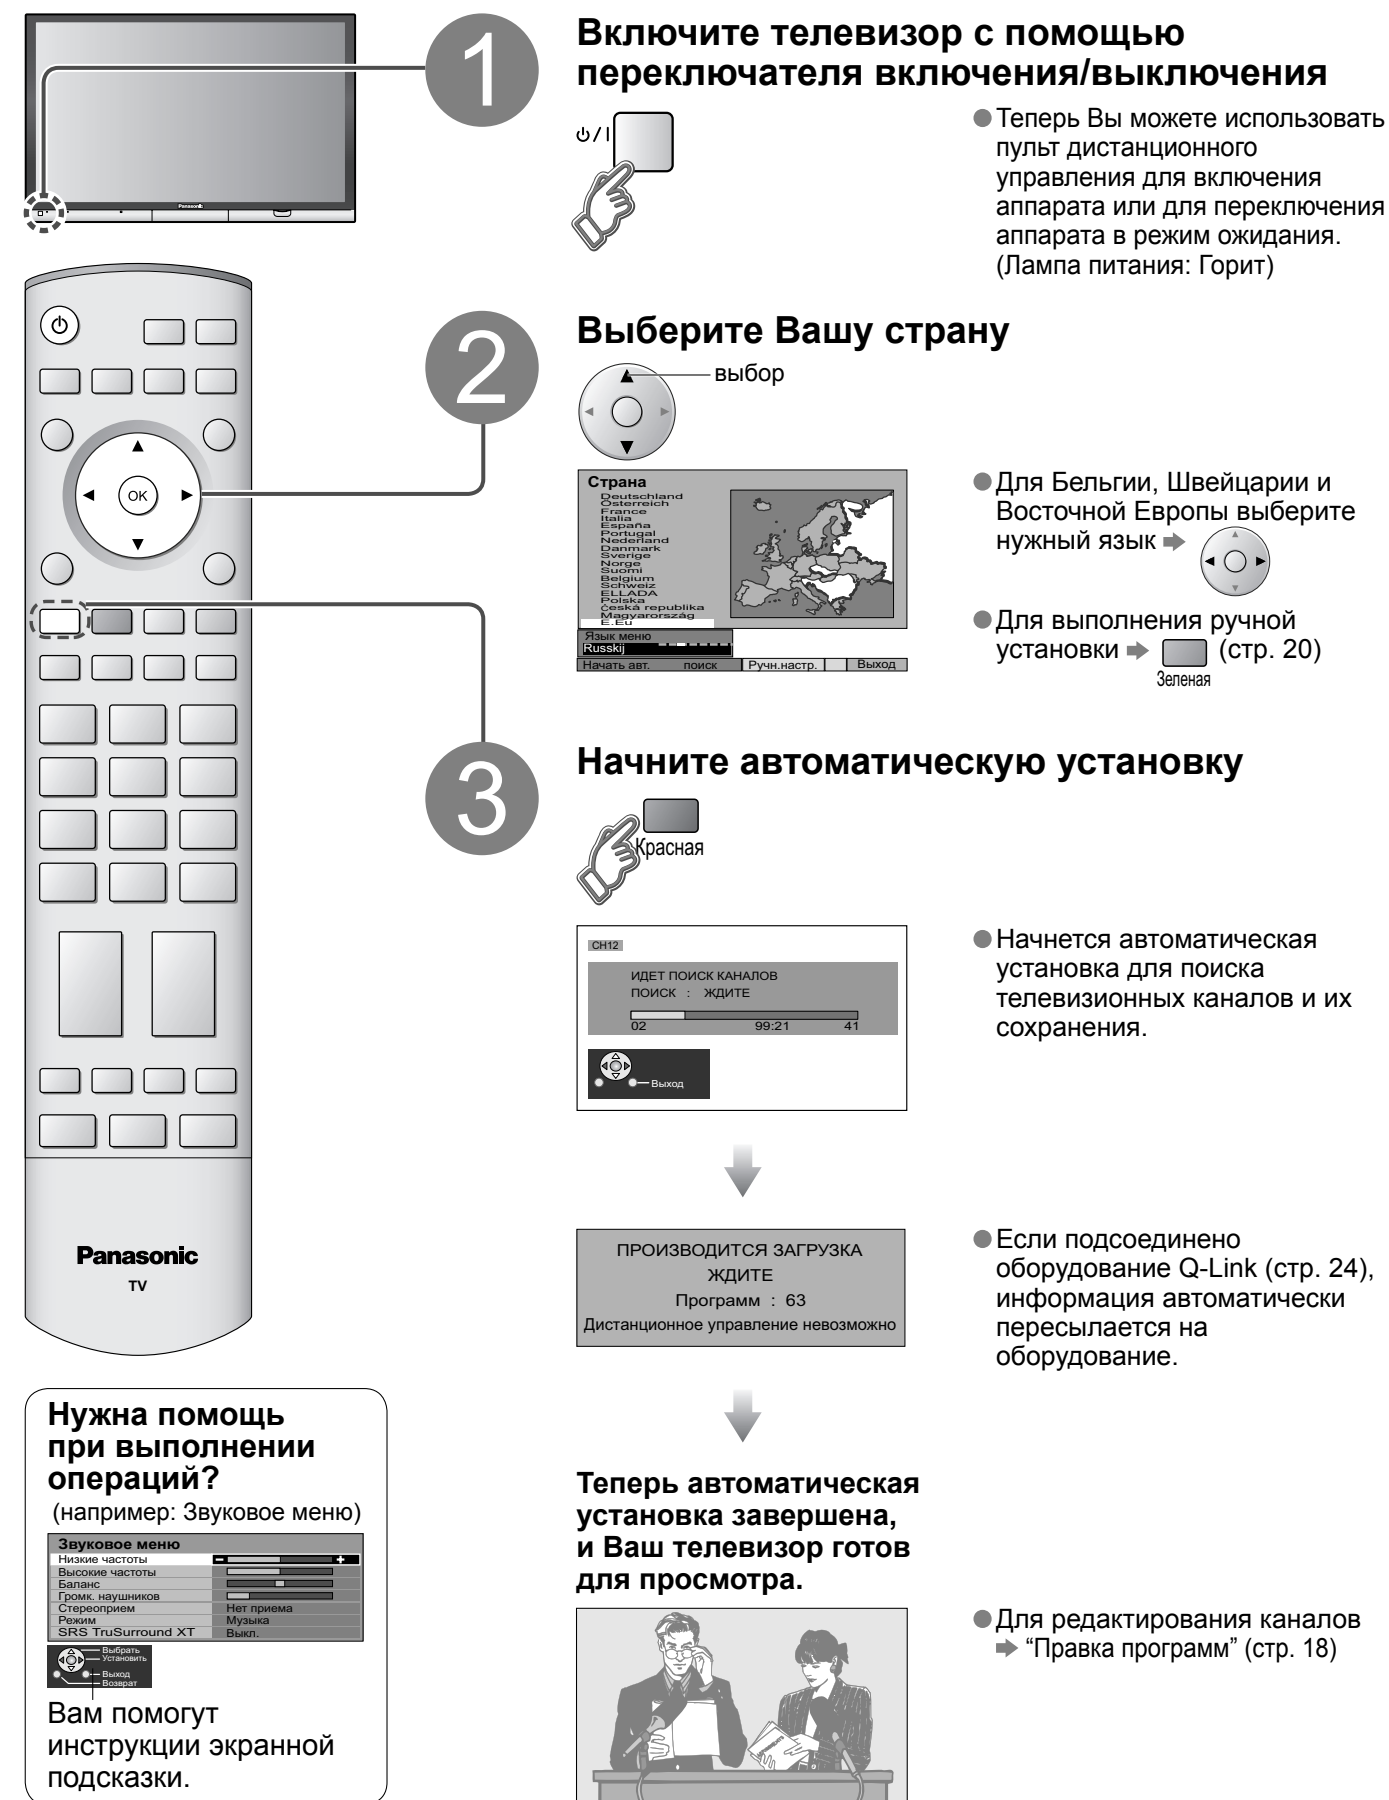 Panasonic
1
Включите телевизор с помощью
переключателя включения/выключения
⏻/I
● Теперь Вы можете использовать
пульт дистанционного
управления для включения
аппарата или для переключения
аппарата в режим ожидания.
(Лампа питания: Горит)
OK
Panasonic
TV
2
Выберите Вашу страну
выбор
Страна
Deutschland
Österreich
France
Italia
España
Portugal
Nederland
Danmark
Sverige
Norge
Suomi
Belgium
Schweiz
ELLADA
Polska
Česká republika
Magyarország
E.Eu
Язык меню
Russkij
Начать авт. поиск Ручн.настр. Выход
● Для Бельгии, Швейцарии и
Восточной Европы выберите
нужный язык ➡
● Для выполнения ручной
установки ➡ (стр. 20)
Зеленая
3
Начните автоматическую установку
Красная
CH12
ИДЕТ ПОИСК КАНАЛОВ
ПОИСК : ЖДИТЕ
02 99:21 41
Выход
● Начнется автоматическая
установка для поиска
телевизионных каналов и их
сохранения.
ПРОИЗВОДИТСЯ ЗАГРУЗКА
ЖДИТЕ
Программ : 63
Дистанционное управление невозможно
● Если подсоединено
оборудование Q-Link (стр. 24),
информация автоматически
пересылается на
оборудование.
Теперь автоматическая
установка завершена,
и Ваш телевизор готов
для просмотра.
● Для редактирования каналов
➡ “Правка программ” (стр. 18)
Нужна помощь
при выполнении
операций?
(например: Звуковое меню)
Звуковое меню
Низкие частоты
Высокие частоты
Баланс
Громк. наушников
Стереоприем Нет приема
Режим Музыка
SRS TruSurround XT Выкл.
Выбрать
Установить
Выход
Возврат
Вам помогут
инструкции экранной
подсказки.